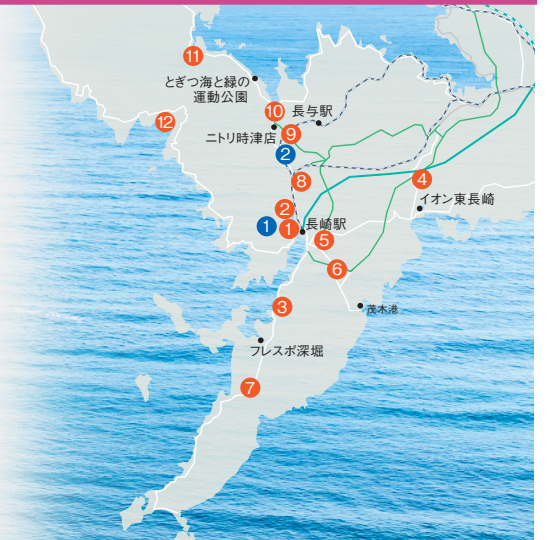 11
とぎつ海と緑の
運動公園
10
長与駅
12
ニトリ時津店
9
2
8
4
イオン東長崎
2
1
1
長崎駅
5
6
3
茂木港
フレスポ深堀
7